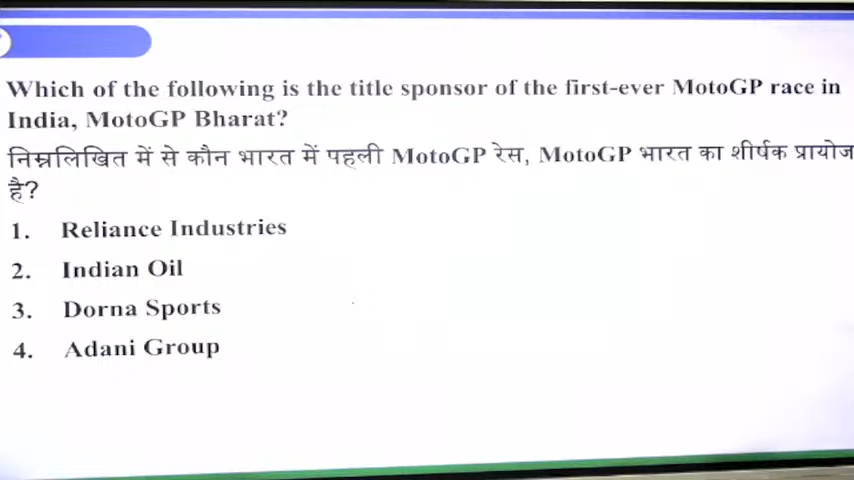 Which of the following is the title sponsor of the first-ever MotoGP race in
India, MotoGP Bharat?
निम्नलिखित में से कौन भारत में पहली MotoGP रेस, MotoGP भारत का शीर्षक प्रायोज
है?
1. Reliance Industries
2. Indian Oil
3. Dorna Sports
4. Adani Group